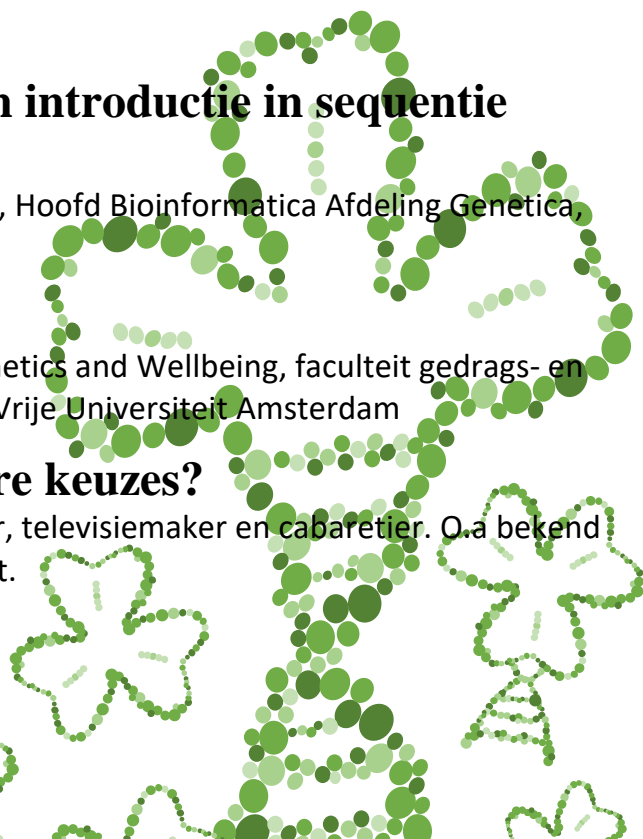 n introductie in sequentie
, Hoofd Bioinformatica Afdeling Genetica,
netics and Wellbeing, faculteit gedrags- en
Vrije Universiteit Amsterdam
re keuzes?
r, televisiemaker en cabaretier. O.a bekend
t.